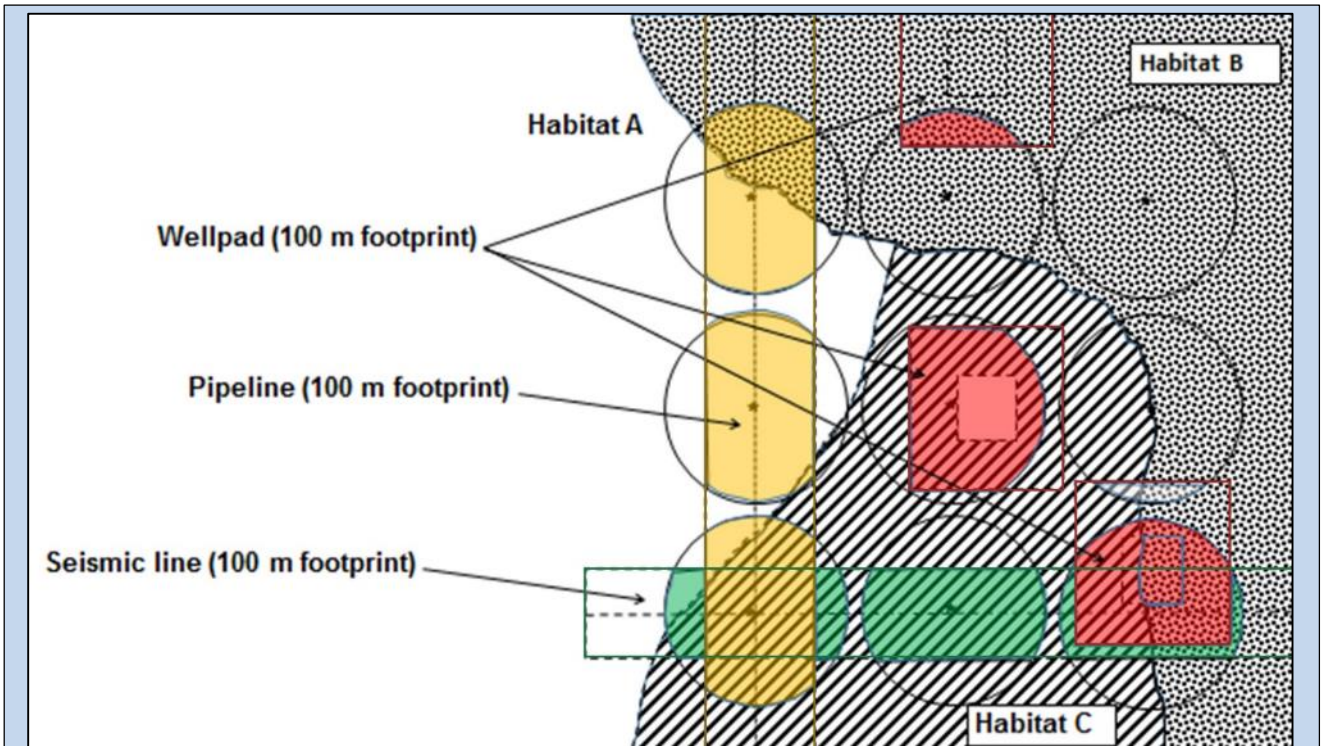 Habitat B
Habitat A
Wellpad (100 m footprint)
Pipeline (100 m footprint)
Seismic line (100 m footprint)
Habitat C